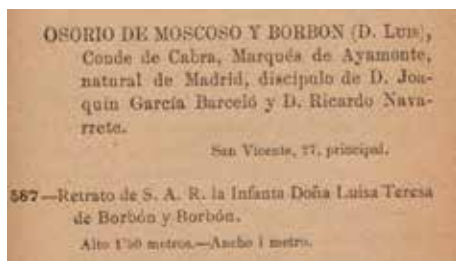 OSORIO DE MOSCOSO Y BORBON (D. LUIS),
Conde de Cabra, Marqués de Ayamonte,
natural de Madrid, discípulo de D. Joa-
quin García Barceló y D. Ricardo Nava-
rrete.
San Vicente, 77, principal.
587—Retrato de S. A. R. la Infanta Doña Luisa Teresa
de Borbón y Borbón.
Alto 1'50 metros.—Ancho 1 metro.